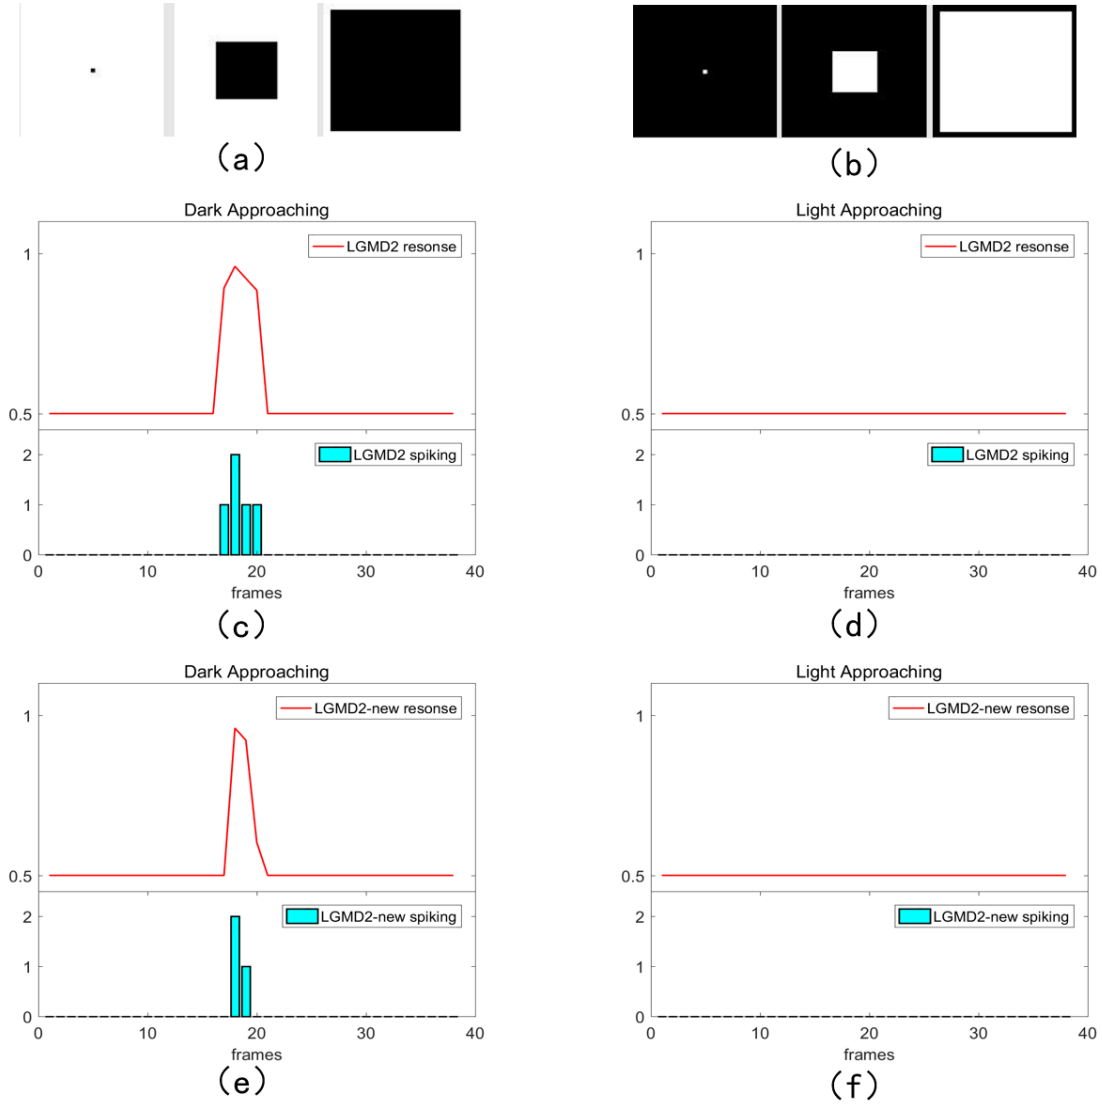 (a)
(b)
Dark Approaching
1
0.5
LGMD2 resonse
2
1
0
LGMD2 spiking
0 10 20 30 40
frames
(c)
Light Approaching
1
0.5
LGMD2 resonse
2
1
0
LGMD2 spiking
0 10 20 30 40
frames
(d)
Dark Approaching
1
0.5
LGMD2-new resonse
2
1
0
LGMD2-new spiking
0 10 20 30 40
frames
(e)
Light Approaching
1
0.5
LGMD2-new resonse
2
1
0
LGMD2-new spiking
0 10 20 30 40
frames
(f)